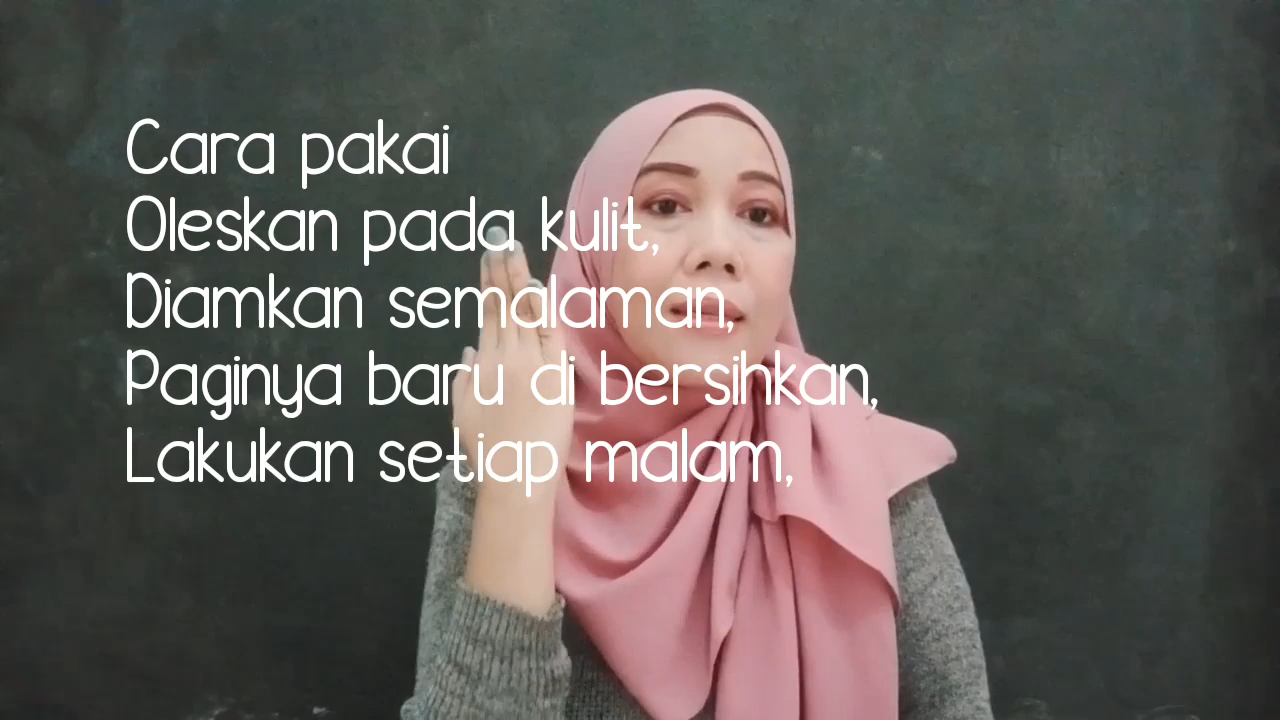 Cara pakai
Oleskan pada kulit,
Diamkan semalaman,
Paginya baru di bersihkan,
Lakukan setiap malam,